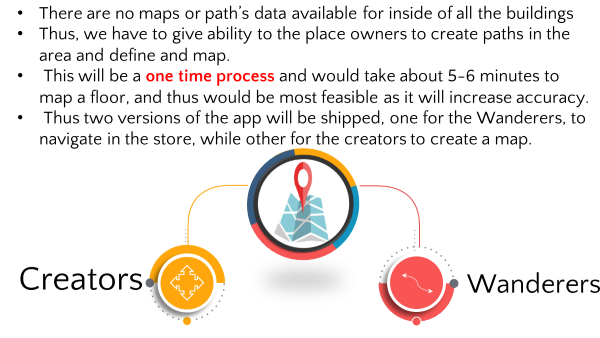 • There are no maps or path's data available for inside of all the buildings
• Thus, we have to give ability to the place owners to create paths in the
area and define and map.
• This will be a one time process and would take about 5-6 minutes to
map a floor, and thus would be most feasible as it will increase accuracy.
• Thus two versions of the app will be shipped, one for the Wanderers, to
navigate in the store, while other for the creators to create a map.
Creators
Wanderers